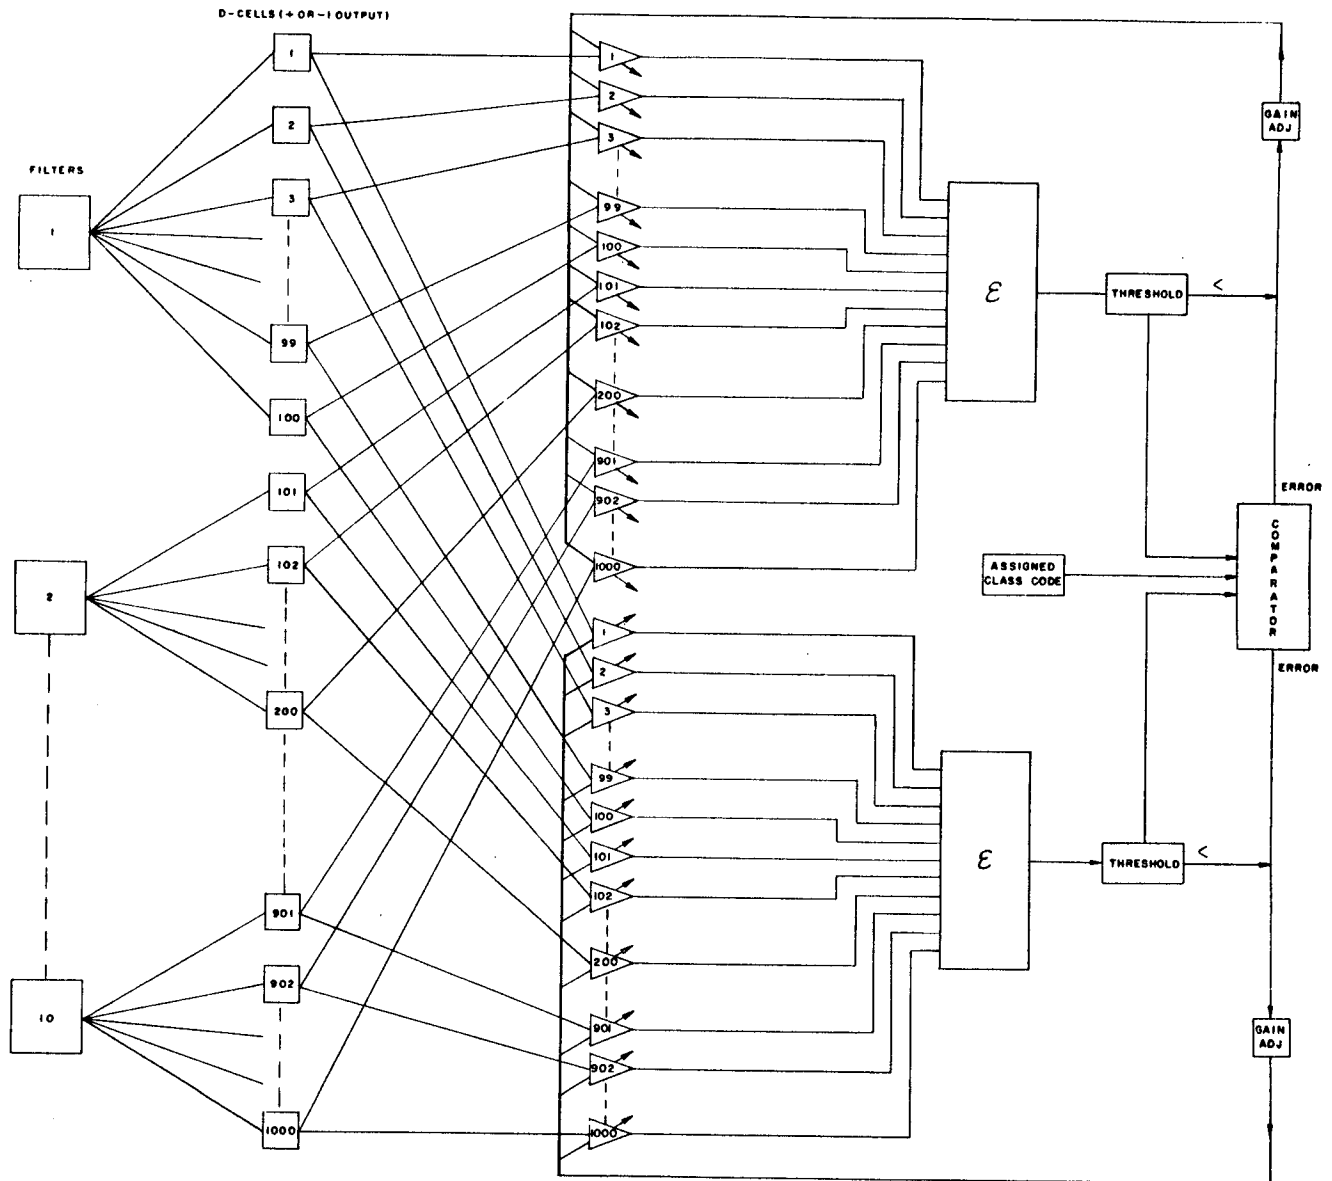 D-CELLS (+ OR -1 OUTPUT)
FILTERS
1
2
10
1
2
3
99
100
101
102
200
901
902
1000
1
2
3
99
100
101
102
200
901
902
1000
1
2
3
99
100
101
102
200
901
902
1000
Ɛ
Ɛ
THRESHOLD
<
THRESHOLD
<
GAIN
ADJ
ERROR
ASSIGNED
CLASS CODE
COMPARATOR
ERROR
GAIN
ADJ